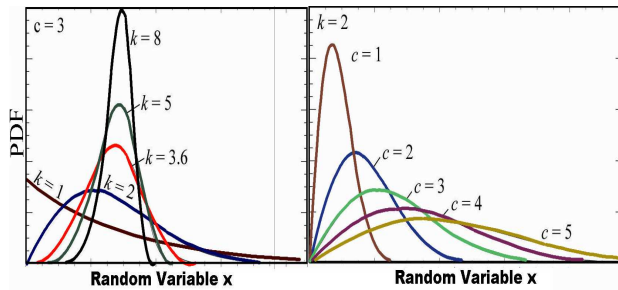 c = 3
k = 8
k = 5
k = 3.6
k = 1
k = 2
PDF
Random Variable x
k = 2
c = 1
c = 2
c = 3
c = 4
c = 5
Random Variable x